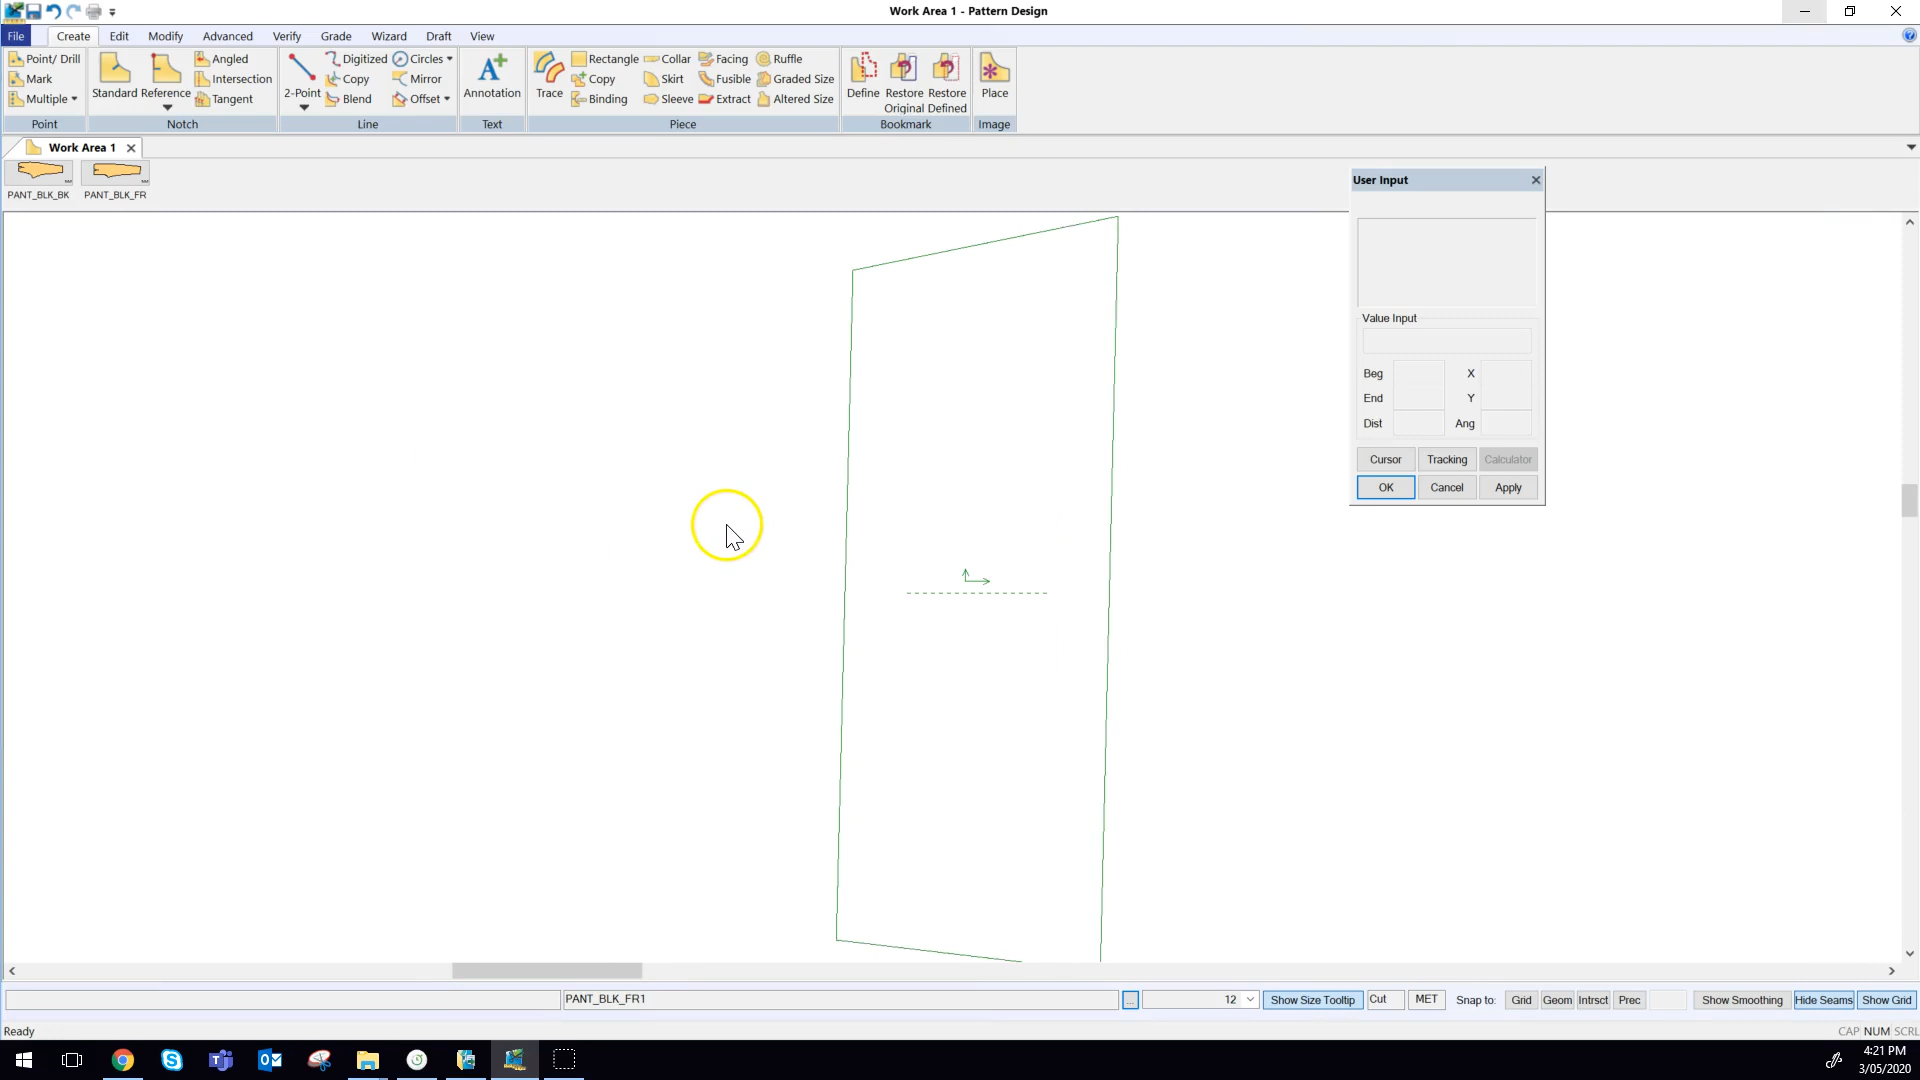 Work Area 1 - Pattern Design
File Create Edit Modify Verify Advanced Grade Wizard Draft View
Point/ Drill
Mark
Multiple
Point
Standard
Reference
Angled
Intersection
Tangent
Notch
2-Point
Digitized
Copy
Blend
Circles
Mirror
Offset
Line
Annotation
Text
Trace
Rectangle
Copy
Binding
Collar
Skirt
Sleeve
Facing
Fusible
Extract
Ruffle
Graded Size
Altered Size
Piece
Define
Restore Original
Restore Defined
Bookmark
Place
Image
Work Area 1
PANT_BLK_BK
PANT_BLK_FR
User Input
Value Input
Beg X
End Y
Dist Ang
Cursor Tracking Calculator
OK Cancel Apply
PANT_BLK_FR1 ... 12 Show Size Tooltip Cut MET Snap to: Grid Geom Intrsct Prec Show Smoothing Hide Seams Show Grid
Ready CAP NUM SCRL
4:21 PM
3/05/2020